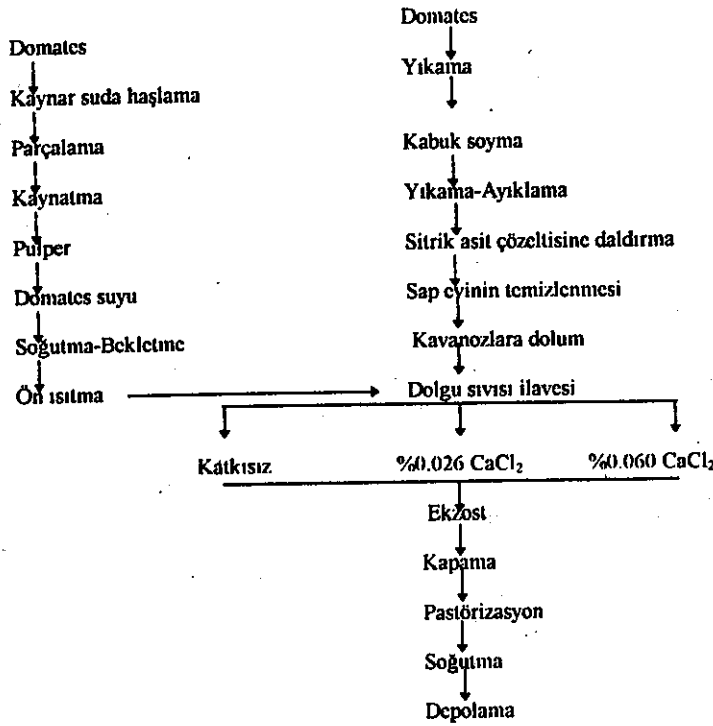 Domates
Kaynar suda haşlama
Parçalama
Kaynatma
Pulper
Domates suyu
Soğutma-Bekletme
Ön ısıtma
Domates
Yıkama
Kabuk soyma
Yıkama-Ayıklama
Sitrik asit çözeltisine daldırma
Sap evinin temizlenmesi
Kavanozlara dolum
Dolgu sıvısı ilavesi
Katkısız %0.026 CaCl₂ %0.060 CaCl₂
Ekzost
Kapama
Pastörizasyon
Soğutma
Depolama